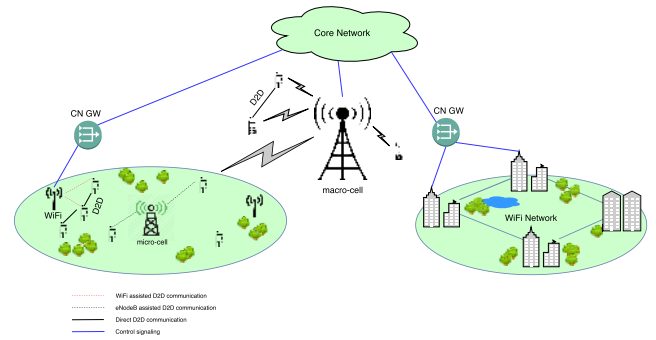 Core Network
D2D
CN GW
CN GW
macro-cell
WiFi
D2D
micro-cell
WiFi Network
WiFi assisted D2D communication
eNodeB assisted D2D communication
Direct D2D communication
Control signaling